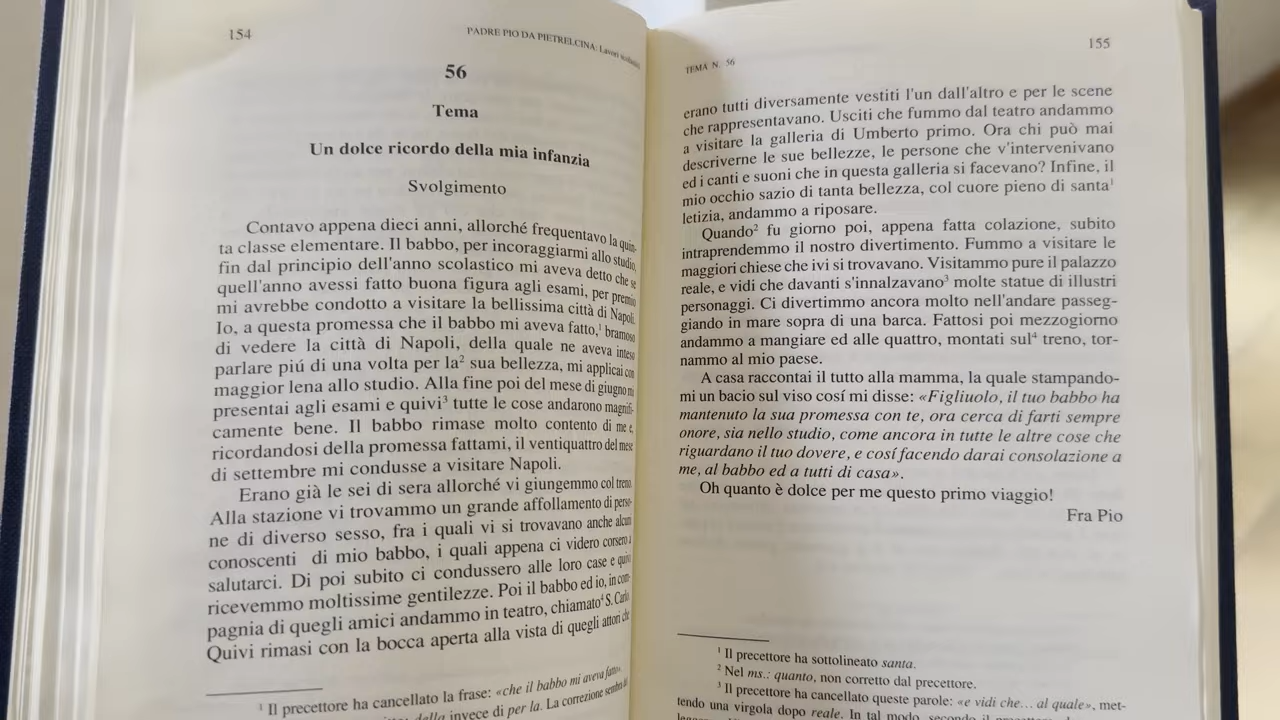 154
PADRE PIO DA PIETRELCINA: Lavori scolastici
56
Tema
Un dolce ricordo della mia infanzia
Svolgimento
Contavo appena dieci anni, allorché frequentavo la quin-
ta classe elementare. Il babbo, per incoraggiarmi allo studio,
fin dal principio dell'anno scolastico mi aveva detto che se
quell'anno avessi fatto buona figura agli esami, per premio
mi avrebbe condotto a visitare la bellissima città di Napoli.
Io, a questa promessa che il babbo mi aveva fatto,¹ bramoso
di vedere la città di Napoli, della quale ne aveva inteso
parlare piú di una volta per la² sua bellezza, mi applicai con
maggior lena allo studio. Alla fine poi del mese di giugno mi
presentai agli esami e quivi³ tutte le cose andarono magnifi-
camente bene. Il babbo rimase molto contento di me e,
ricordandosi della promessa fattami, il ventiquattro del mese
di settembre mi condusse a visitare Napoli.
Erano già le sei di sera allorché vi giungemmo col treno.
Alla stazione vi trovammo un grande affollamento di perso-
ne di diverso sesso, fra i quali vi si trovavano anche alcuni
conoscenti di mio babbo, i quali appena ci videro corsero a
salutarci. Di poi subito ci condussero alle loro case e quivi
ricevemmo moltissime gentilezze. Poi il babbo ed io, in com-
pagnia di quegli amici andammo in teatro, chiamato⁴ S. Carlo.
Quivi rimasi con la bocca aperta alla vista di quegli attori che
¹ Il precettore ha cancellato la frase: «che il babbo mi aveva fatto».
della invece di per la. La correzione sembra
155
TEMA N. 56
erano tutti diversamente vestiti l'un dall'altro e per le scene
che rappresentavano. Usciti che fummo dal teatro andammo
a visitare la galleria di Umberto primo. Ora chi può mai
descriverne le sue bellezze, le persone che v'intervenivano
ed i canti e suoni che in questa galleria si facevano? Infine, il
mio occhio sazio di tanta bellezza, col cuore pieno di santa¹
letizia, andammo a riposare.
Quando² fu giorno poi, appena fatta colazione, subito
intraprendemmo il nostro divertimento. Fummo a visitare le
maggiori chiese che ivi si trovavano. Visitammo pure il palazzo
reale, e vidi che davanti s'innalzavano³ molte statue di illustri
personaggi. Ci divertimmo ancora molto nell'andare passeg-
giando in mare sopra di una barca. Fattosi poi mezzogiorno
andammo a mangiare ed alle quattro, montati sul⁴ treno, tor-
nammo al mio paese.
A casa raccontai il tutto alla mamma, la quale stampando-
mi un bacio sul viso cosí mi disse: «Figliuolo, il tuo babbo ha
mantenuto la sua promessa con te, ora cerca di farti sempre
onore, sia nello studio, come ancora in tutte le altre cose che
riguardano il tuo dovere, e cosí facendo darai consolazione a
me, al babbo ed a tutti di casa».
Oh quanto è dolce per me questo primo viaggio!
Fra Pio
¹ Il precettore ha sottolineato santa.
² Nel ms.: quanto, non corretto dal precettore.
³ Il precettore ha cancellato queste parole: «e vidi che... al quale», met-
tendo una virgola dopo reale. In tal modo, secondo il